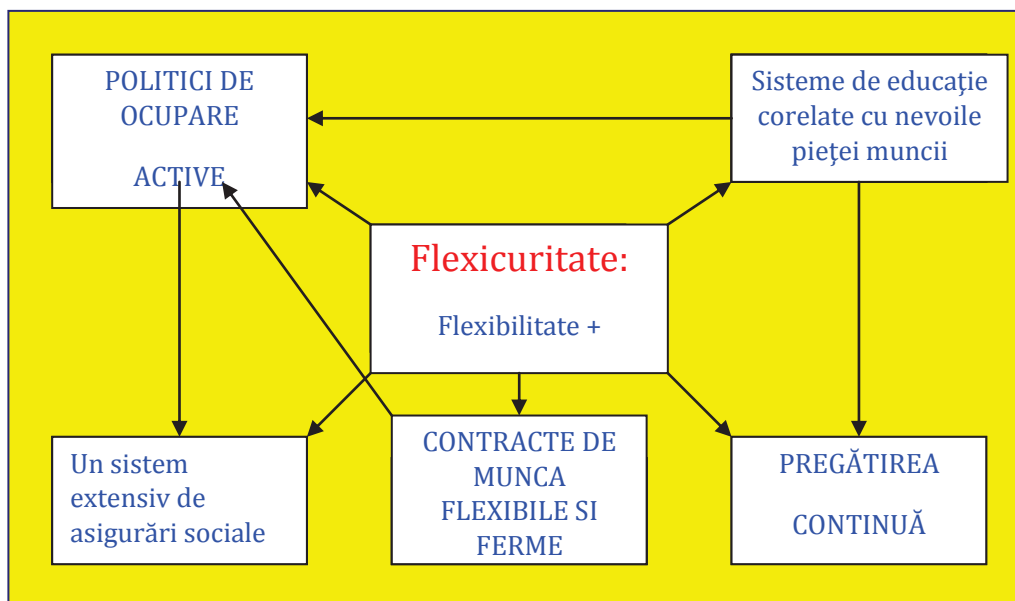 POLITICI DE
OCUPARE
ACTIVE
Sisteme de educaţie
corelate cu nevoile
pieţei muncii
Flexicuritate:
Flexibilitate +
Un sistem
extensiv de
asigurări sociale
CONTRACTE DE
MUNCA
FLEXIBILE SI
FERME
PREGĂTIREA
CONTINUĂ